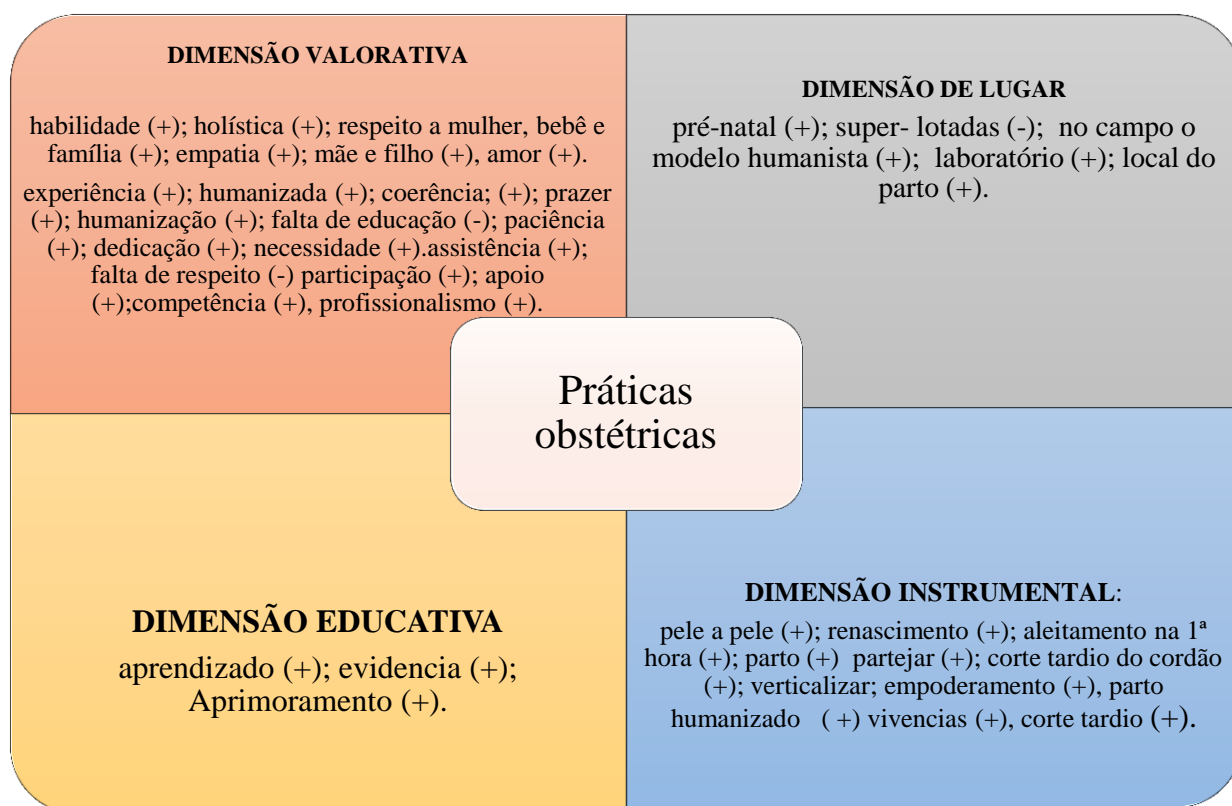 DIMENSÃO VALORATIVA
habilidade (+); holística (+); respeito a mulher, bebê e
família (+); empatia (+); mãe e filho (+), amor (+).
experiência (+); humanizada (+); coerência; (+); prazer
(+); humanização (+); falta de educação (-); paciência
(+); dedicação (+); necessidade (+).assistência (+);
falta de respeito (-) participação (+); apoio
(+);competência (+), profissionalismo (+).
DIMENSÃO DE LUGAR
pré-natal (+); super- lotadas (-);  no campo o
modelo humanista (+);  laboratório (+); local do
parto (+).
Práticas
obstétricas
DIMENSÃO EDUCATIVA
aprendizado (+); evidencia (+);
Aprimoramento (+).
DIMENSÃO INSTRUMENTAL:
pele a pele (+); renascimento (+); aleitamento na 1ª
hora (+); parto (+)  partejar (+); corte tardio do cordão
(+); verticalizar; empoderamento (+), parto
humanizado   ( +) vivencias (+), corte tardio (+).